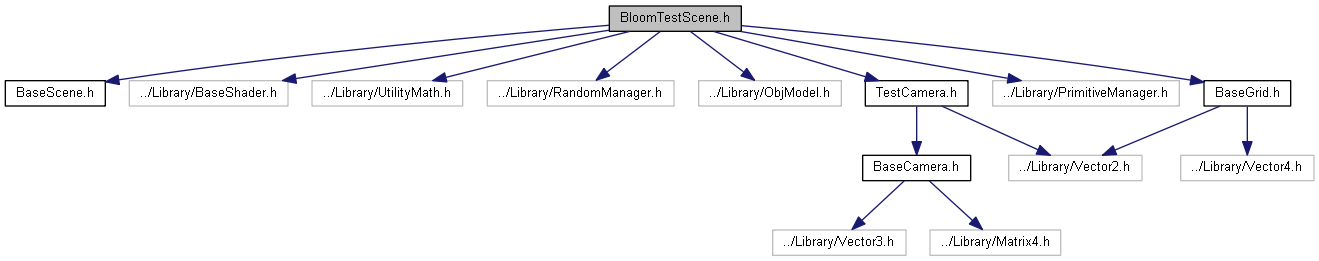 BloomTestScene.h
BaseScene.h
../Library/BaseShader.h
../Library/UtilityMath.h
../Library/RandomManager.h
../Library/ObjModel.h
TestCamera.h
../Library/PrimitiveManager.h
BaseGrid.h
BaseCamera.h
../Library/Vector2.h
../Library/Vector4.h
../Library/Vector3.h
../Library/Matrix4.h